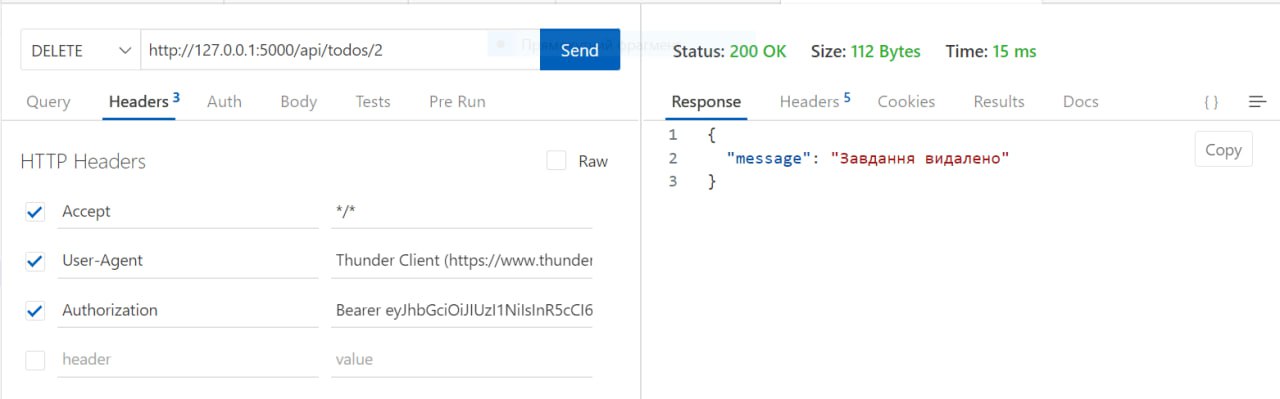 DELETE http://127.0.0.1:5000/api/todos/2 Send
Query Headers 3 Auth Body Tests Pre Run
HTTP Headers Raw
Accept */*
User-Agent Thunder Client (https://www.thunder
Authorization Bearer eyJhbGciOiJIUzI1NiIsInR5cCI6
header value
Status: 200 OK Size: 112 Bytes Time: 15 ms
Response Headers 5 Cookies Results Docs { }
1 {
2 "message": "Завдання видалено"
3 }
Copy